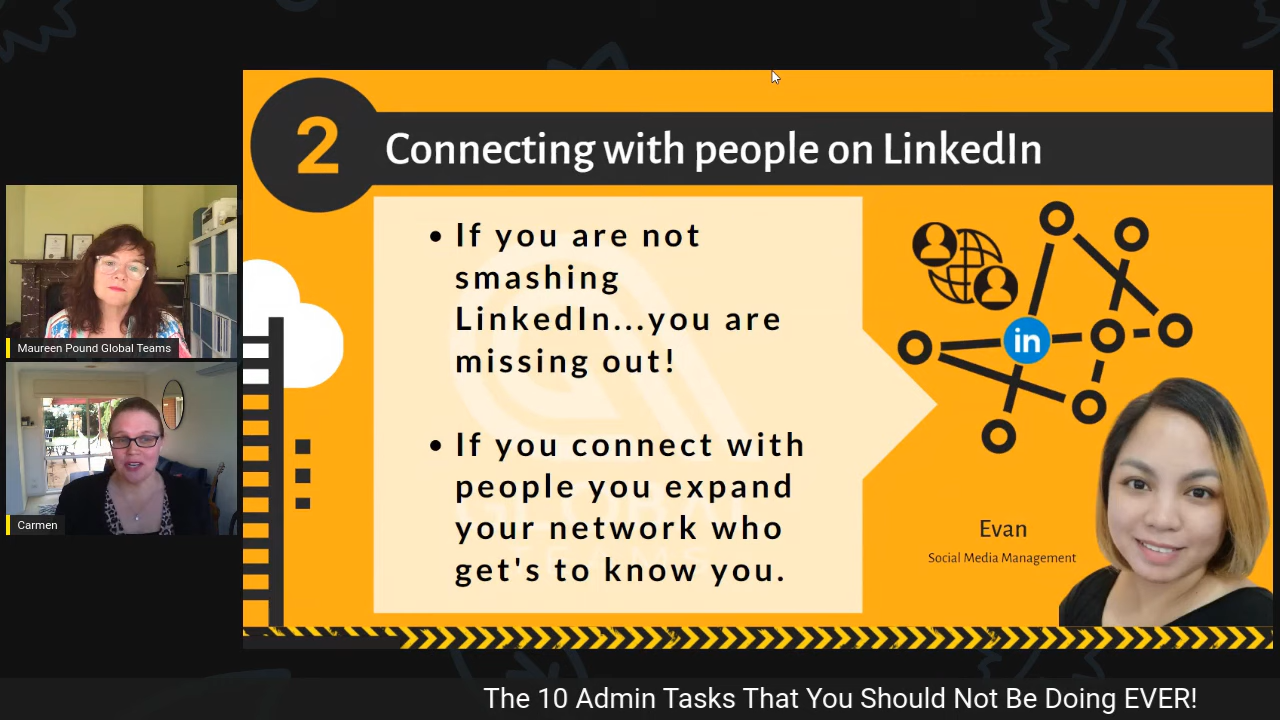 2
Connecting with people on LinkedIn
• If you are not
smashing
LinkedIn...you are
missing out!
• If you connect with
people you expand
your network who
get's to know you.
in
Evan
Social Media Management
Maureen Pound Global Teams
Carmen
The 10 Admin Tasks That You Should Not Be Doing EVER!